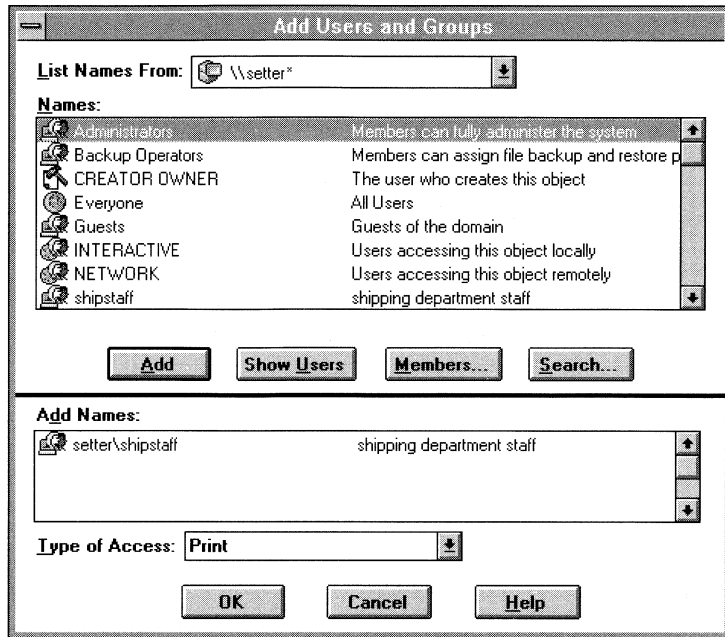 Add Users and Groups
List Names From: \\setter*
Names:
Administrators Members can fully administer the system
Backup Operators Members can assign file backup and restore p
CREATOR OWNER The user who creates this object
Everyone All Users
Guests Guests of the domain
INTERACTIVE Users accessing this object locally
NETWORK Users accessing this object remotely
shipstaff shipping department staff
Add Show Users Members... Search...
Add Names:
setter\shipstaff shipping department staff
Type of Access: Print
OK Cancel Help